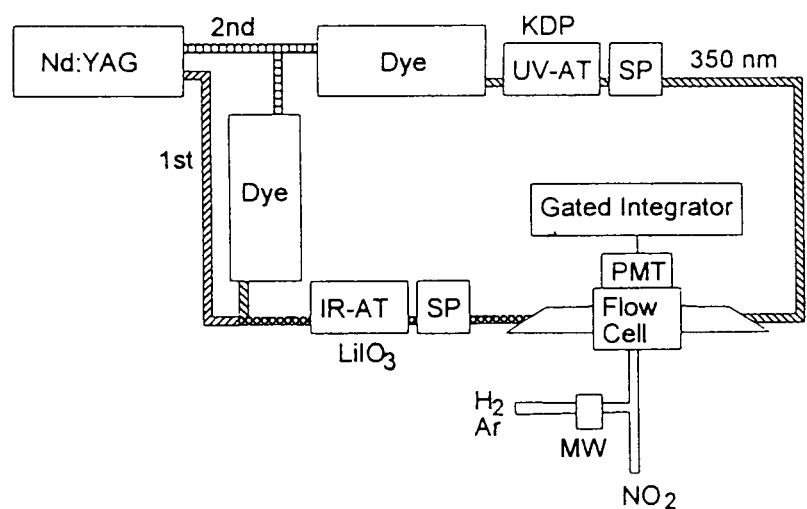 2nd
KDP
Nd:YAG
Dye
UV-AT
SP
350 nm
1st
Dye
Gated Integrator
PMT
IR-AT
SP
Flow
Cell
LiIO3
H2
Ar
MW
NO2